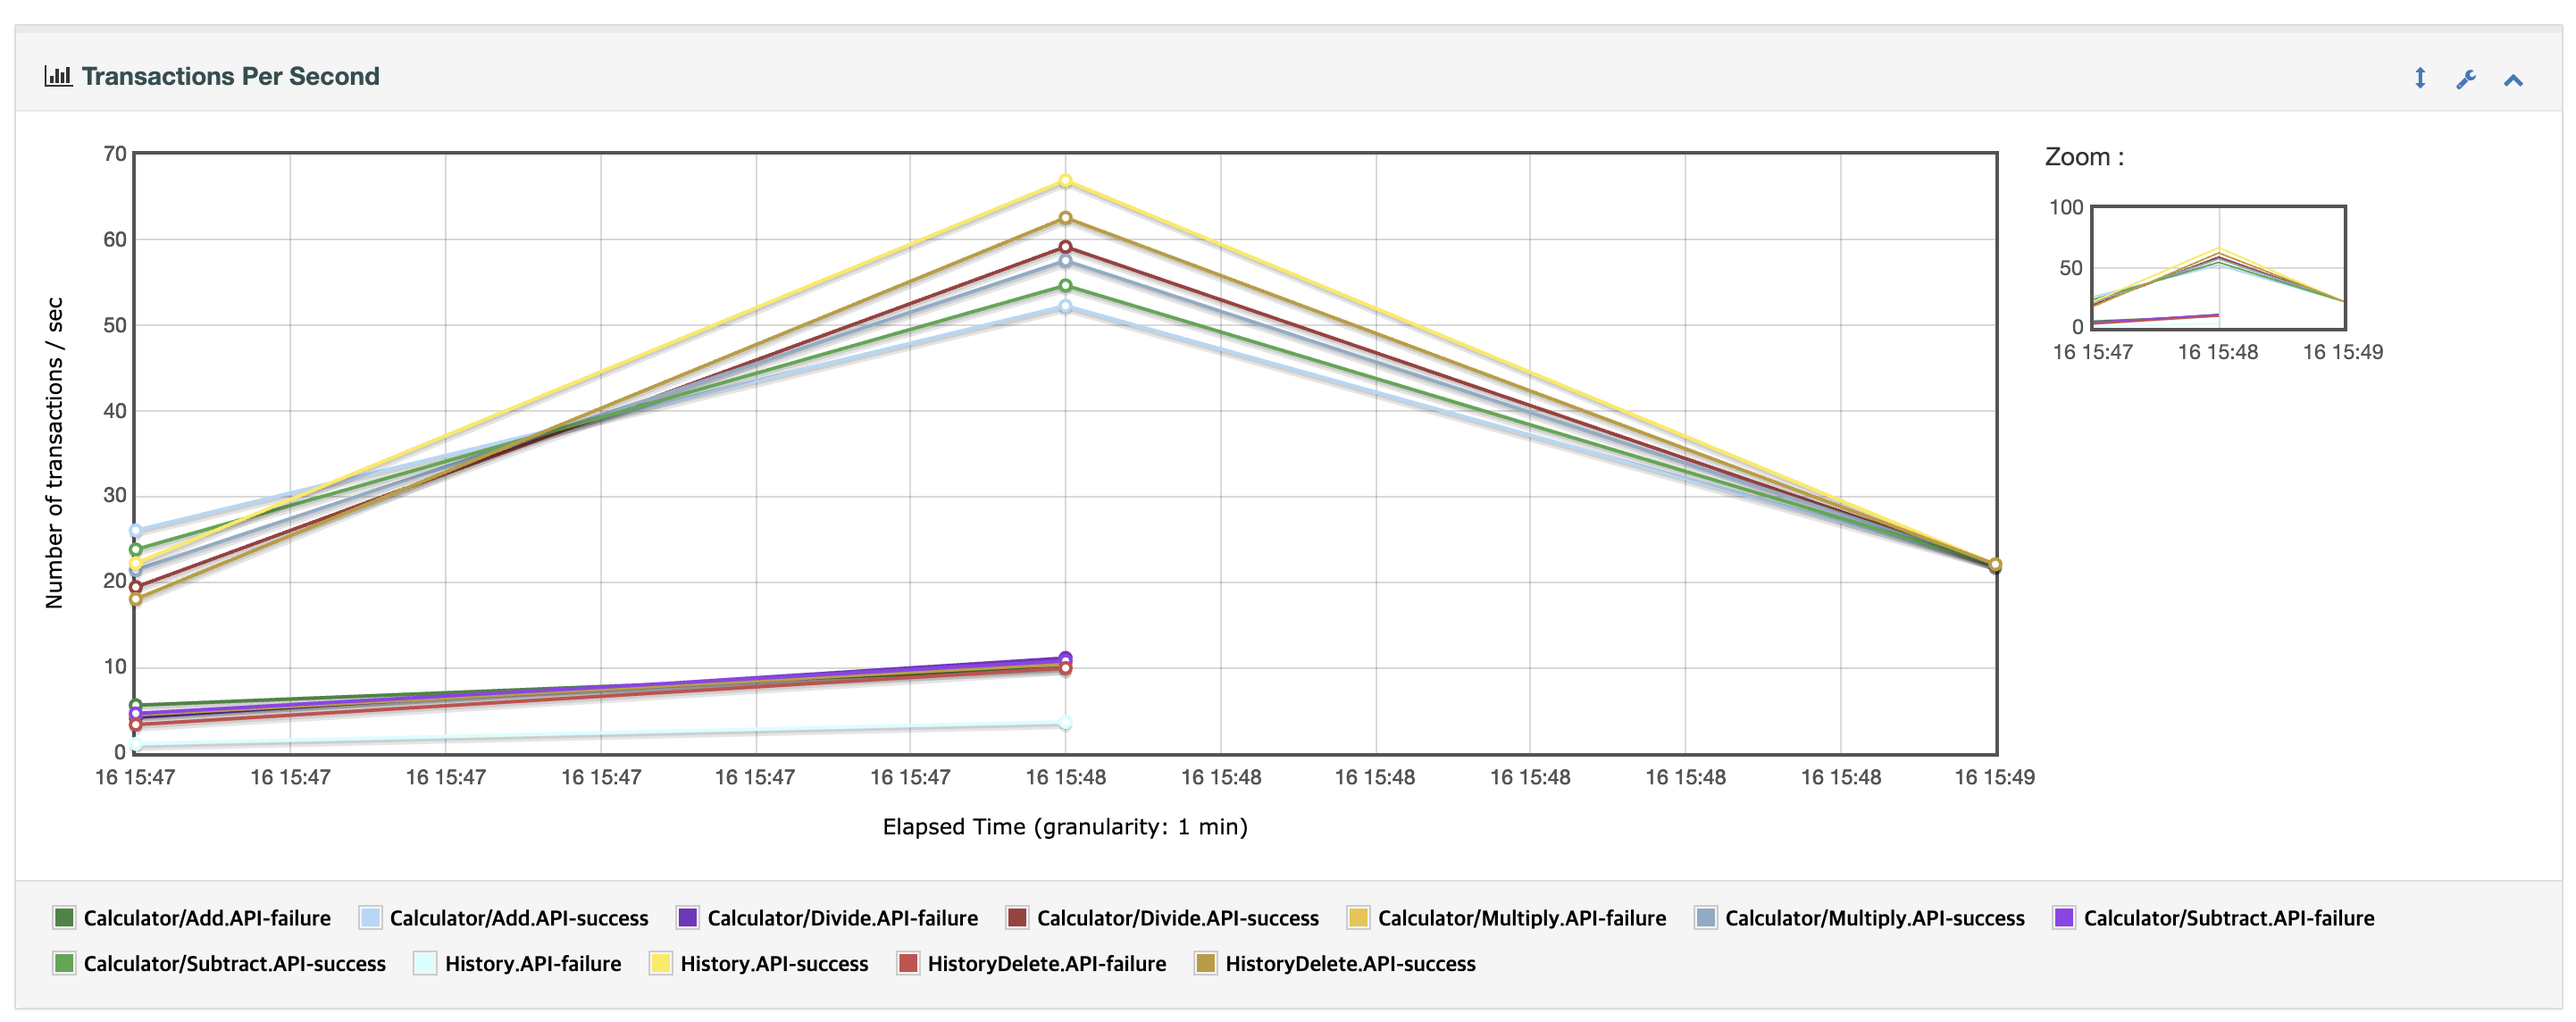 Transactions Per Second
70
60
50
40
30
20
10
0
Number of transactions / sec
16 15:47 16 15:47 16 15:47 16 15:47 16 15:47 16 15:47 16 15:48 16 15:48 16 15:48 16 15:48 16 15:48 16 15:48 16 15:49
Elapsed Time (granularity: 1 min)
Zoom :
100
50
0
16 15:47 16 15:48 16 15:49
Calculator/Add.API-failure Calculator/Add.API-success Calculator/Divide.API-failure Calculator/Divide.API-success Calculator/Multiply.API-failure Calculator/Multiply.API-success Calculator/Subtract.API-failure
Calculator/Subtract.API-success History.API-failure History.API-success HistoryDelete.API-failure HistoryDelete.API-success